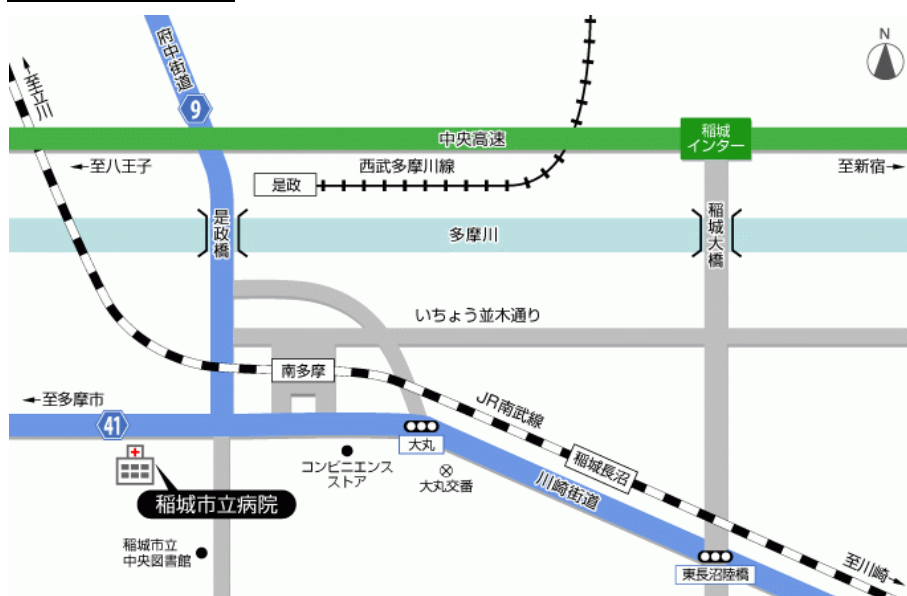 N
至立川
府中街道
9
中央高速
稲城
インター
至八王子
西武多摩川線
至新宿
是政
是政橋
多摩川
稲城大橋
いちょう並木通り
南多摩
至多摩市
JR南武線
41
大丸
コンビニエンス
ストア
大丸交番
稲城長沼
川崎街道
稲城市立病院
稲城市立
中央図書館
東長沼陸橋
至川崎